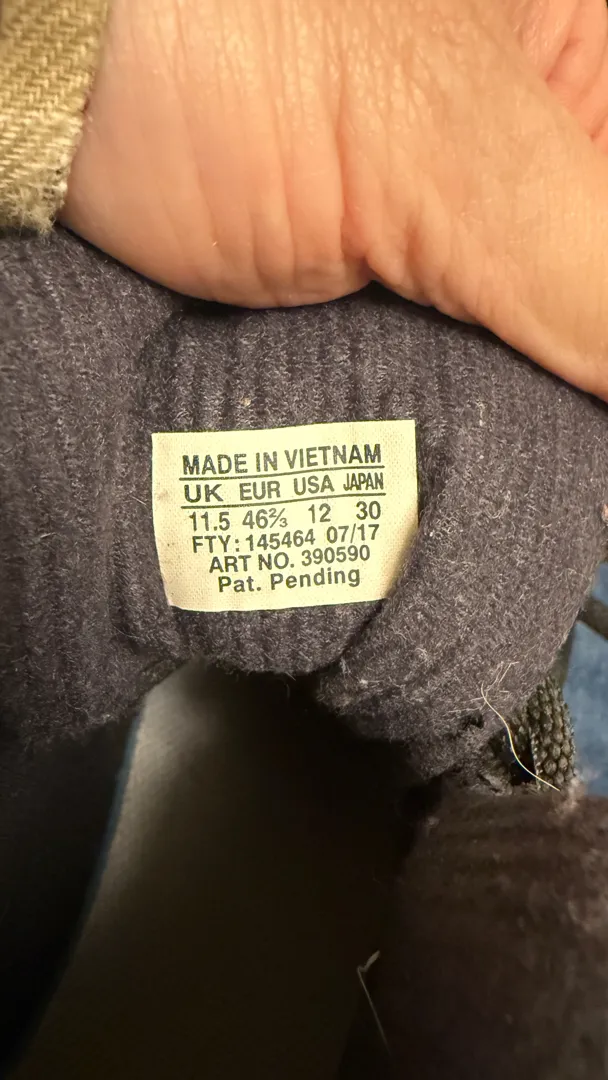 MADE IN VIETNAM
UK EUR USA JAPAN
11.5 46⅔ 12 30
FTY: 145464 07/17
ART NO. 390590
Pat. Pending